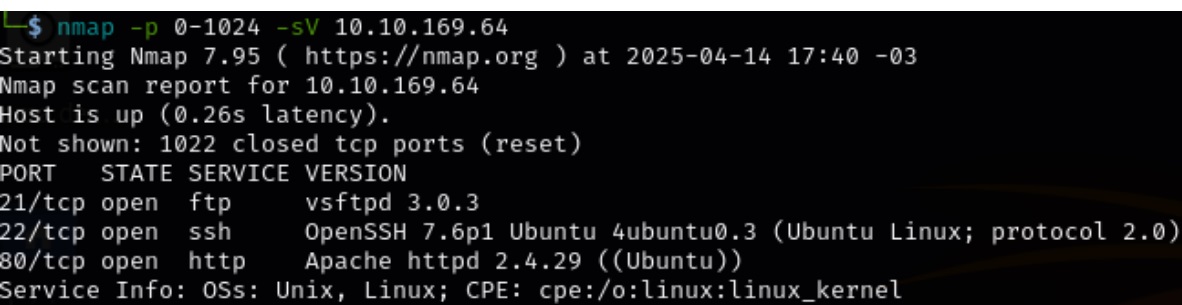 └─$ nmap -p 0-1024 -sV 10.10.169.64
Starting Nmap 7.95 ( https://nmap.org ) at 2025-04-14 17:40 -03
Nmap scan report for 10.10.169.64
Host is up (0.26s latency).
Not shown: 1022 closed tcp ports (reset)
PORT   STATE SERVICE VERSION
21/tcp open  ftp     vsftpd 3.0.3
22/tcp open  ssh     OpenSSH 7.6p1 Ubuntu 4ubuntu0.3 (Ubuntu Linux; protocol 2.0)
80/tcp open  http    Apache httpd 2.4.29 ((Ubuntu))
Service Info: OSs: Unix, Linux; CPE: cpe:/o:linux:linux_kernel